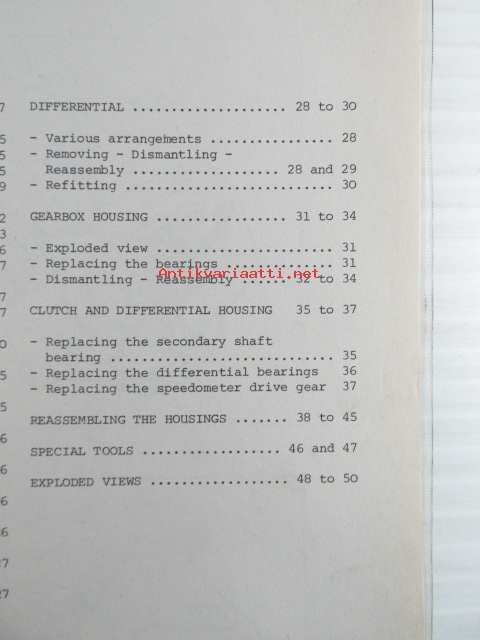 DIFFERENTIAL .................... 28 to 30
- Various arrangements ................ 28
- Removing - Dismantling -
Reassembly ................... 28 and 29
- Refitting ........................... 30
GEARBOX HOUSING ................. 31 to 34
- Exploded view ....................... 31
- Replacing the bearings .............. 31
- Dismantling - Reassembly ...... 32 to 34
Antikvariaatti.net
CLUTCH AND DIFFERENTIAL HOUSING 35 to 37
- Replacing the secondary shaft
bearing ............................. 35
- Replacing the differential bearings 36
- Replacing the speedometer drive gear 37
REASSEMBLING THE HOUSINGS ....... 38 to 45
SPECIAL TOOLS .................. 46 and 47
EXPLODED VIEWS .................. 48 to 50